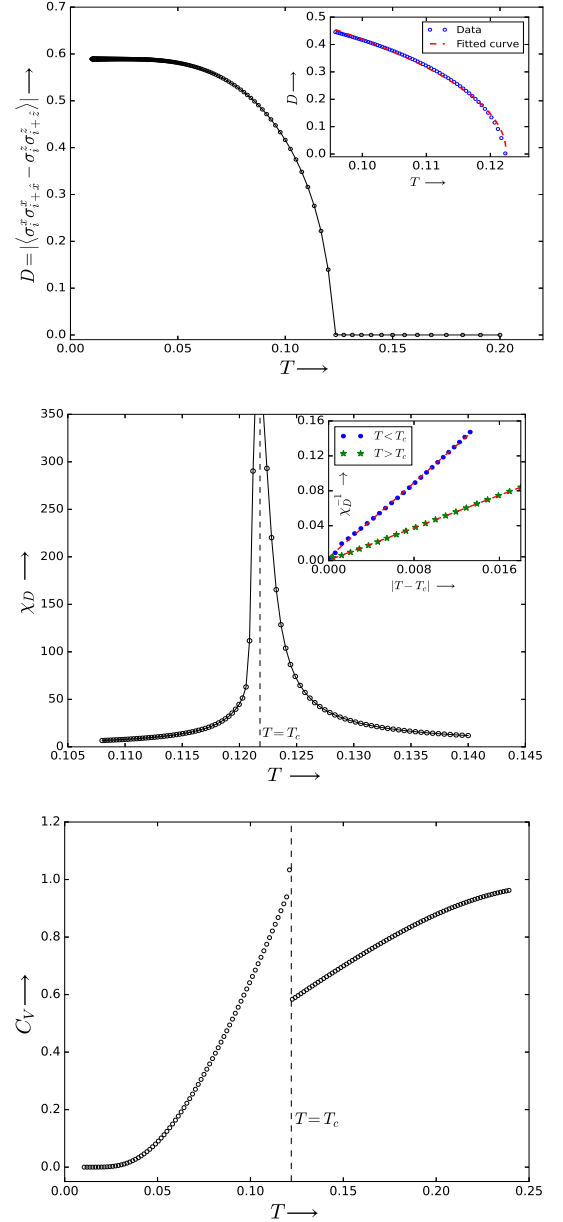 D = |⟨σᵢˣσᵢ₊ₓ̂ˣ − σᵢᶻσᵢ₊ẑᶻ⟩| ⟶
0.7
0.6
0.5
0.4
0.3
0.2
0.1
0.0
0.00 0.05 0.10 0.15 0.20
T ⟶
D ⟶
0.5
0.4
0.3
0.2
0.1
0.0
0.10 0.11 0.12
T ⟶
Data
Fitted curve
χ_D ⟶
350
300
250
200
150
100
50
0
0.105 0.110 0.115 0.120 0.125 0.130 0.135 0.140 0.145
T ⟶
T = T_c
χ_D⁻¹ ⟶
0.16
0.12
0.08
0.04
0.00
0.000 0.008 0.016
|T − T_c| ⟶
T < T_c
T > T_c
C_V ⟶
1.2
1.0
0.8
0.6
0.4
0.2
0.0
0.00 0.05 0.10 0.15 0.20 0.25
T ⟶
T = T_c